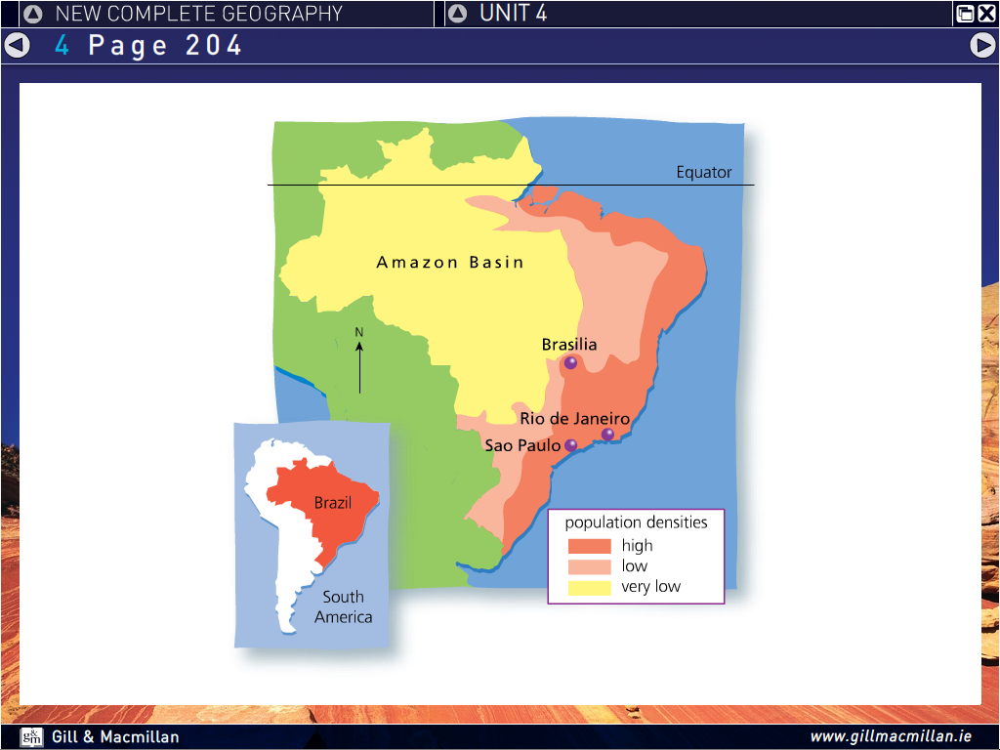 NEW COMPLETE GEOGRAPHY
UNIT 4
4 Page 204
Equator
Amazon Basin
N
Brasilia
Rio de Janeiro
Sao Paulo
Brazil
South
America
population densities
high
low
very low
g&
gm
Gill & Macmillan
www.gillmacmillan.ie